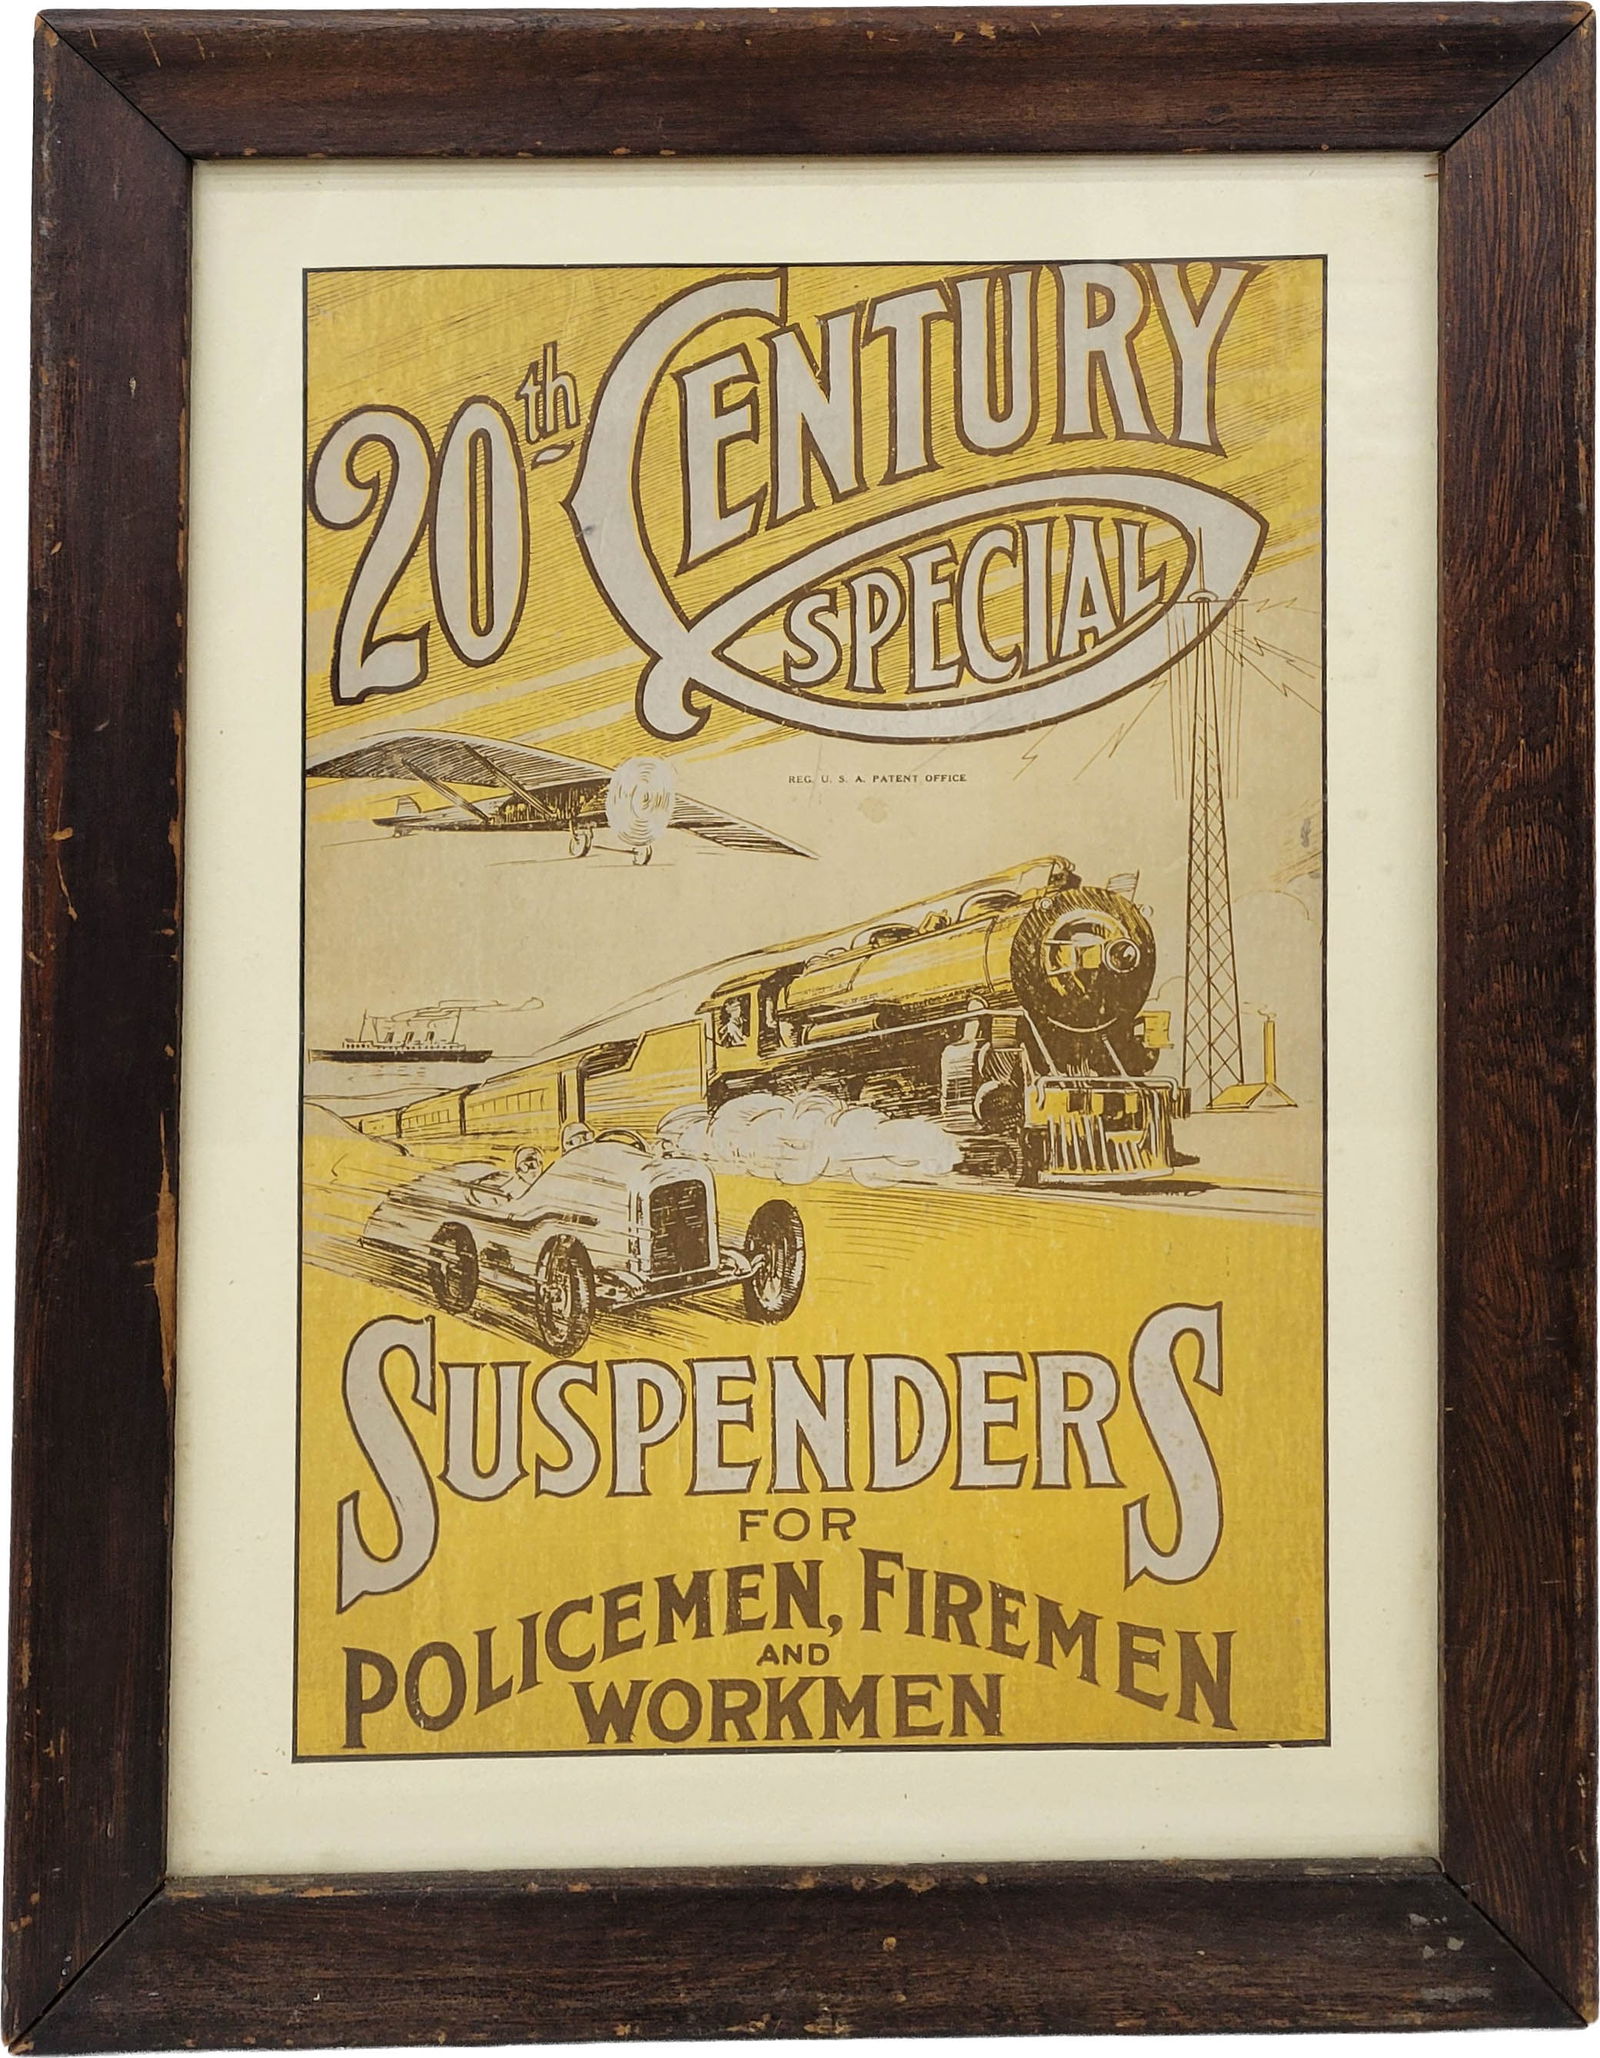 20th CENTURY
SPECIAL
REG. U. S. A. PATENT OFFICE
SUSPENDERS
FOR
POLICEMEN, FIREMEN
AND
WORKMEN